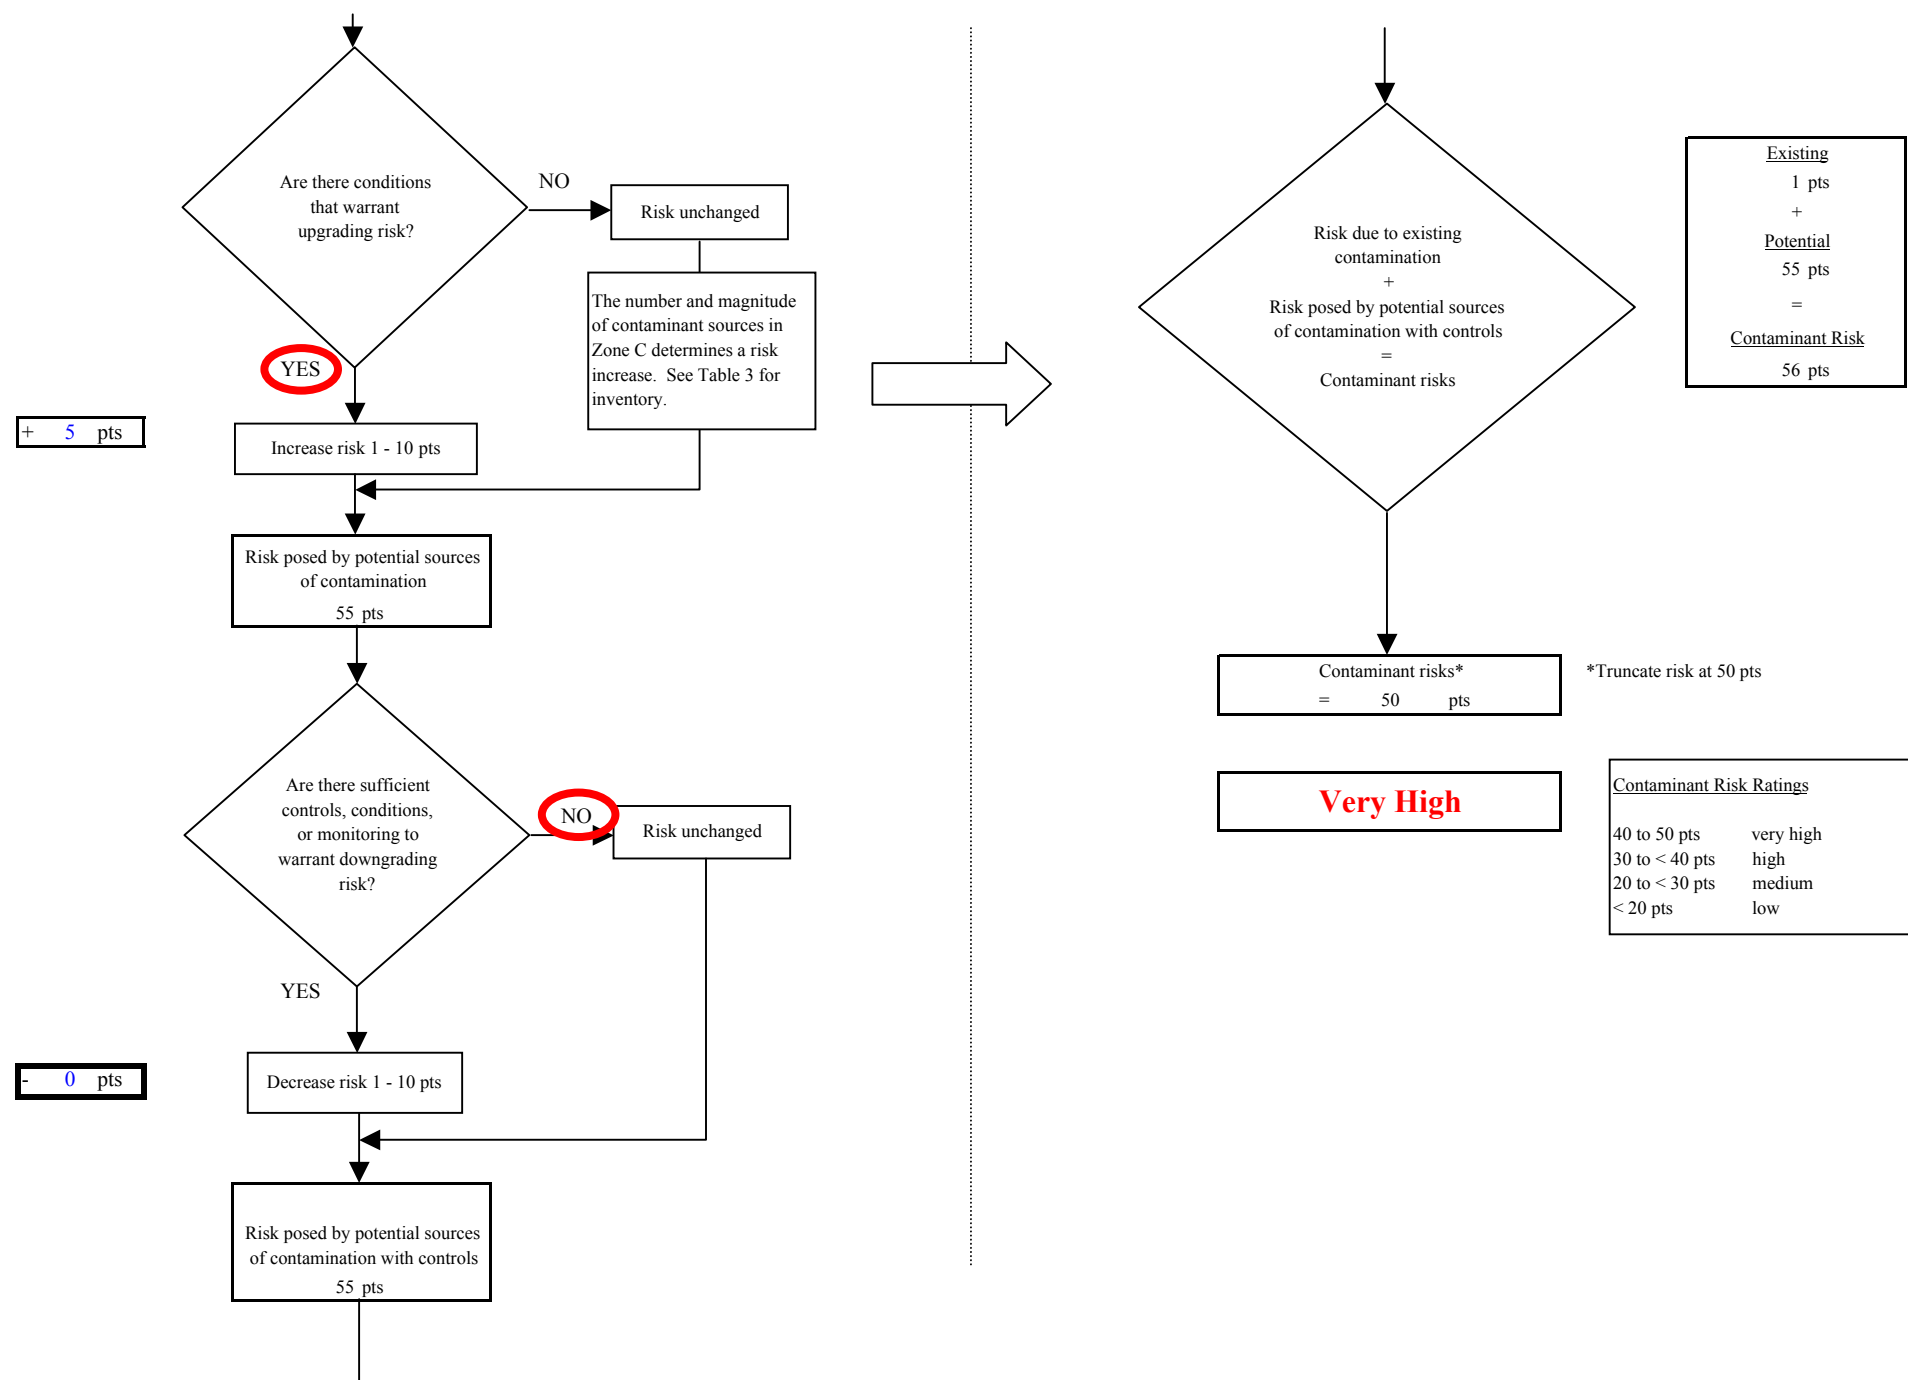 Are there conditions
that warrant
upgrading risk?
NO
Risk unchanged
The number and magnitude
of contaminant sources in
Zone C determines a risk
increase.  See Table 3 for
inventory.
YES
+ 5 pts
Increase risk 1 - 10 pts
Risk posed by potential sources
of contamination
55 pts
Are there sufficient
controls, conditions,
or monitoring to
warrant downgrading
risk?
NO
Risk unchanged
YES
- 0 pts
Decrease risk 1 - 10 pts
Risk posed by potential sources
of contamination with controls
55 pts
Risk due to existing
contamination
+
Risk posed by potential sources
of contamination with controls
=
Contaminant risks
Existing
1 pts
+
Potential
55 pts
=
Contaminant Risk
56 pts
Contaminant risks*
= 50 pts
*Truncate risk at 50 pts
Very High
Contaminant Risk Ratings
40 to 50 pts very high
30 to < 40 pts high
20 to < 30 pts medium
< 20 pts low